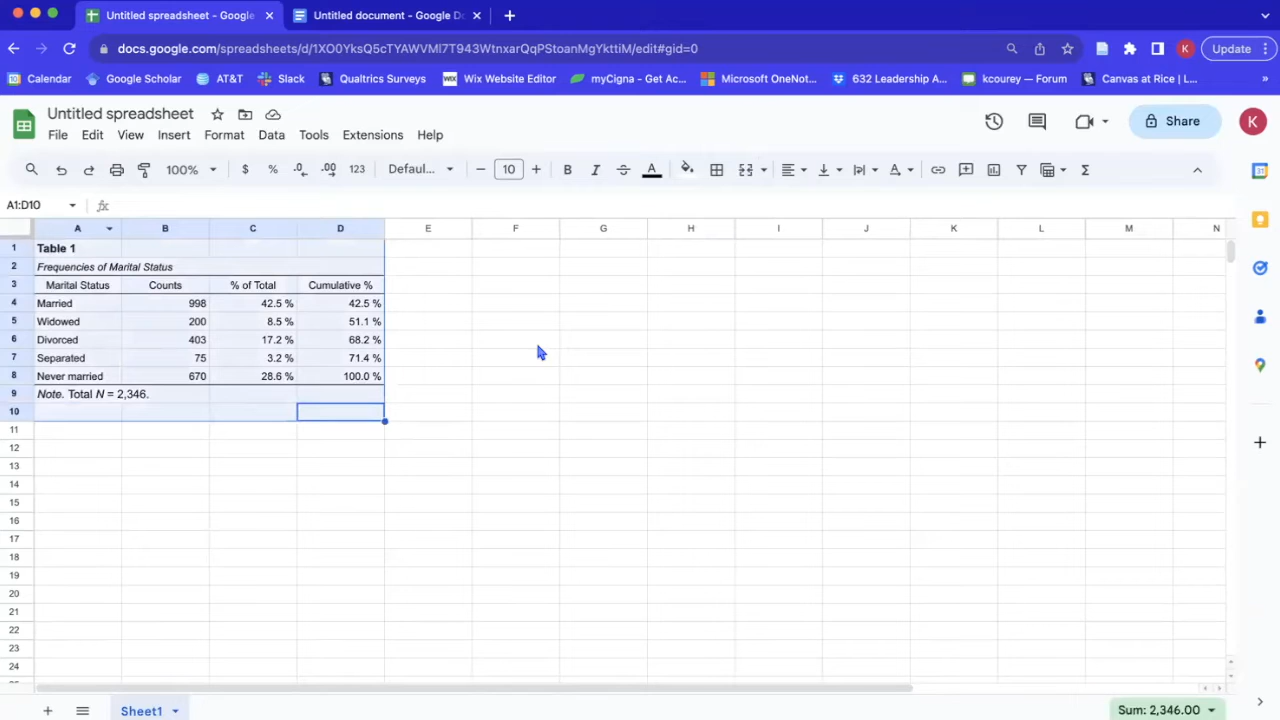 Untitled spreadsheet - Google
Untitled document - Google Do
docs.google.com/spreadsheets/d/1XO0YksQ5cTYAWVMl7T943WtnxarQqPStoanMgYkttiM/edit#gid=0
Update
Calendar Google Scholar AT&T Slack Qualtrics Surveys Wix Website Editor myCigna - Get Ac... Microsoft OneNot... 632 Leadership A... kcourey — Forum Canvas at Rice | L... »
Untitled spreadsheet
File Edit View Insert Format Data Tools Extensions Help
Share K
100% $ % .0 .00 123 Defaul... − 10 + B I A Σ
A1:D10 fx
A B C D E F G H I J K L M N
1 Table 1
2 Frequencies of Marital Status
3 Marital Status Counts % of Total Cumulative %
4 Married 998 42.5 % 42.5 %
5 Widowed 200 8.5 % 51.1 %
6 Divorced 403 17.2 % 68.2 %
7 Separated 75 3.2 % 71.4 %
8 Never married 670 28.6 % 100.0 %
9 Note. Total N = 2,346.
10
11
12
13
14
15
16
17
18
19
20
21
22
23
24
Sheet1
Sum: 2,346.00